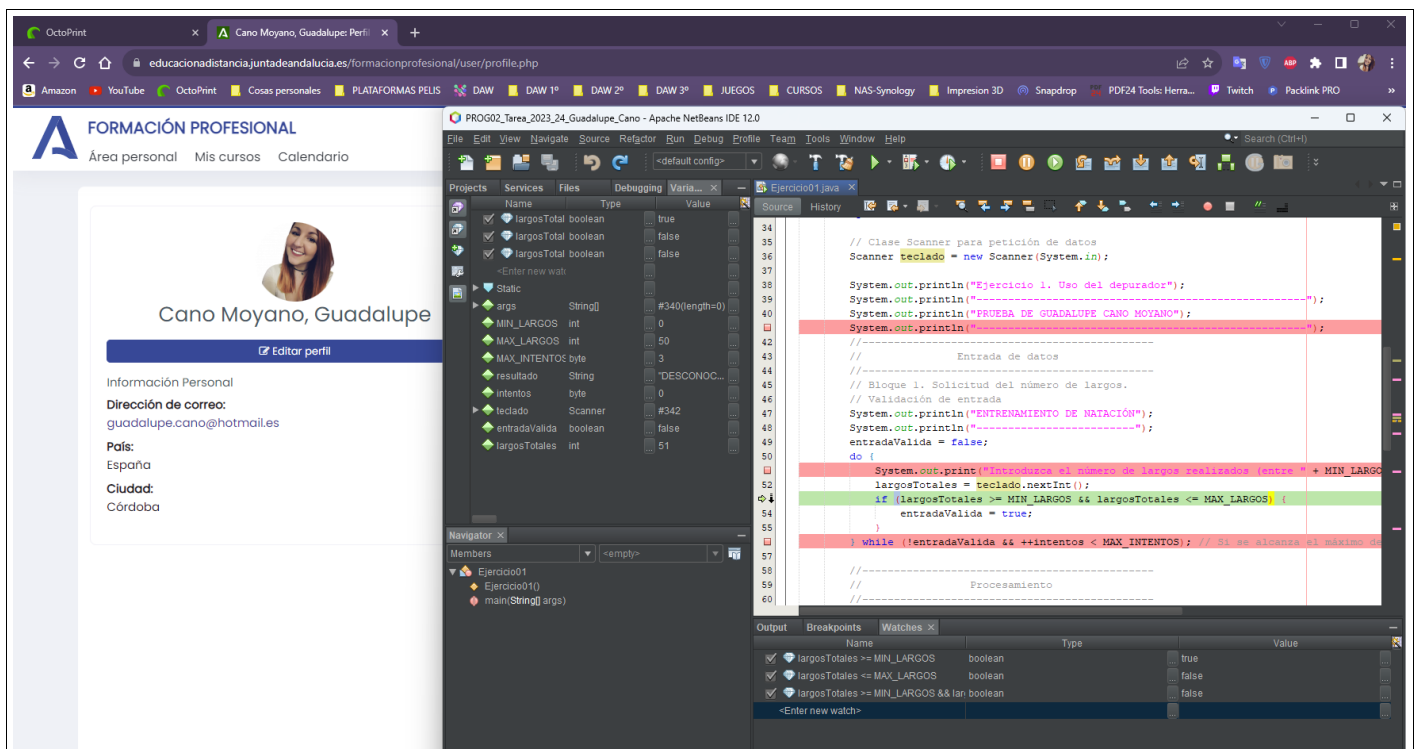 OctoPrint
Cano Moyano, Guadalupe: Perfil
educacionadistancia.juntadeandalucia.es/formacionprofesional/user/profile.php
Amazon YouTube OctoPrint Cosas personales PLATAFORMAS PELIS DAW DAW 1º DAW 2º DAW 3º JUEGOS CURSOS NAS-Synology Impresion 3D Snapdrop PDF24 Tools: Herra... Twitch Packlink PRO »
FORMACIÓN PROFESIONAL
Área personal Mis cursos Calendario
Cano Moyano, Guadalupe
Editar perfil
Información Personal
Dirección de correo:
guadalupe.cano@hotmail.es
País:
España
Ciudad:
Córdoba
PROG02_Tarea_2023_24_Guadalupe_Cano - Apache NetBeans IDE 12.0
File Edit View Navigate Source Refactor Run Debug Profile Team Tools Window Help
Search (Ctrl+I)
<default config>
Projects Services Files Debugging Varia...
Name Type Value
largosTotal boolean true
largosTotal boolean false
largosTotal boolean false
<Enter new wat
Static
args String[] #340(length=0)
MIN_LARGOS int 0
MAX_LARGOS int 50
MAX_INTENTOS byte 3
resultado String "DESCONOC...
intentos byte 0
teclado Scanner #342
entradaValida boolean false
largosTotales int 51
Navigator
Members <empty>
Ejercicio01
Ejercicio01()
main(String[] args)
Ejercicio01.java
Source History
34
35 // Clase Scanner para petición de datos
36 Scanner teclado = new Scanner(System.in);
37
38 System.out.println("Ejercicio 1. Uso del depurador");
39 System.out.println("---------------------------------------------------");
40 System.out.println("PRUEBA DE GUADALUPE CANO MOYANO");
System.out.println("---------------------------------------------------");
42 //---------------------------------------------
43 // Entrada de datos
44 //---------------------------------------------
45 // Bloque 1. Solicitud del número de largos.
46 // Validación de entrada
47 System.out.println("ENTRENAMIENTO DE NATACIÓN");
48 System.out.println("-------------------------");
49 entradaValida = false;
50 do {
System.out.print("Introduzca el número de largos realizados (entre " + MIN_LARGO
52 largosTotales = teclado.nextInt();
if (largosTotales >= MIN_LARGOS && largosTotales <= MAX_LARGOS) {
54 entradaValida = true;
55 }
} while (!entradaValida && ++intentos < MAX_INTENTOS); // Si se alcanza el máximo de
57
58 //---------------------------------------------
59 // Procesamiento
60 //---------------------------------------------
Output Breakpoints Watches
Name Type Value
largosTotales >= MIN_LARGOS boolean true
largosTotales <= MAX_LARGOS boolean false
largosTotales >= MIN_LARGOS && lar boolean false
<Enter new watch>